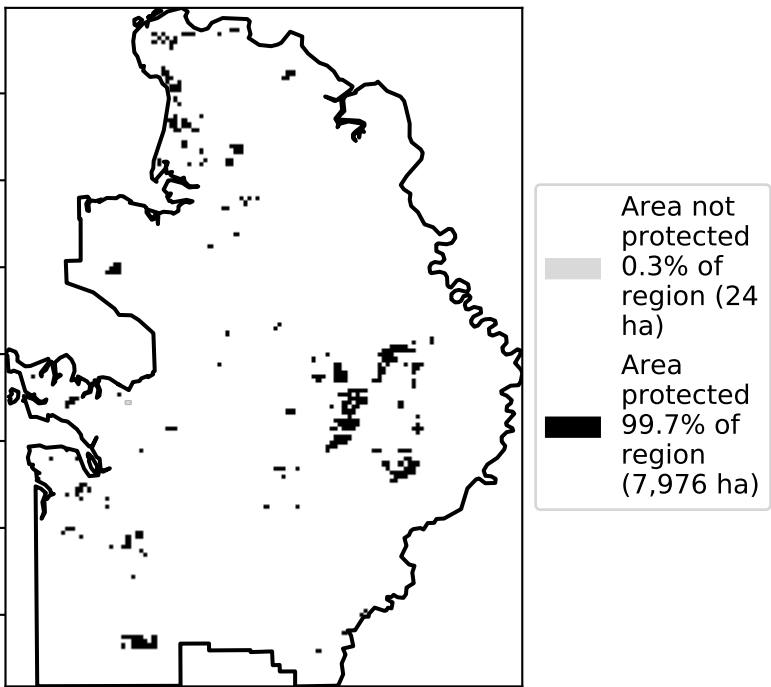 Area not
protected
0.3% of
region (24
ha)
Area
protected
99.7% of
region
(7,976 ha)